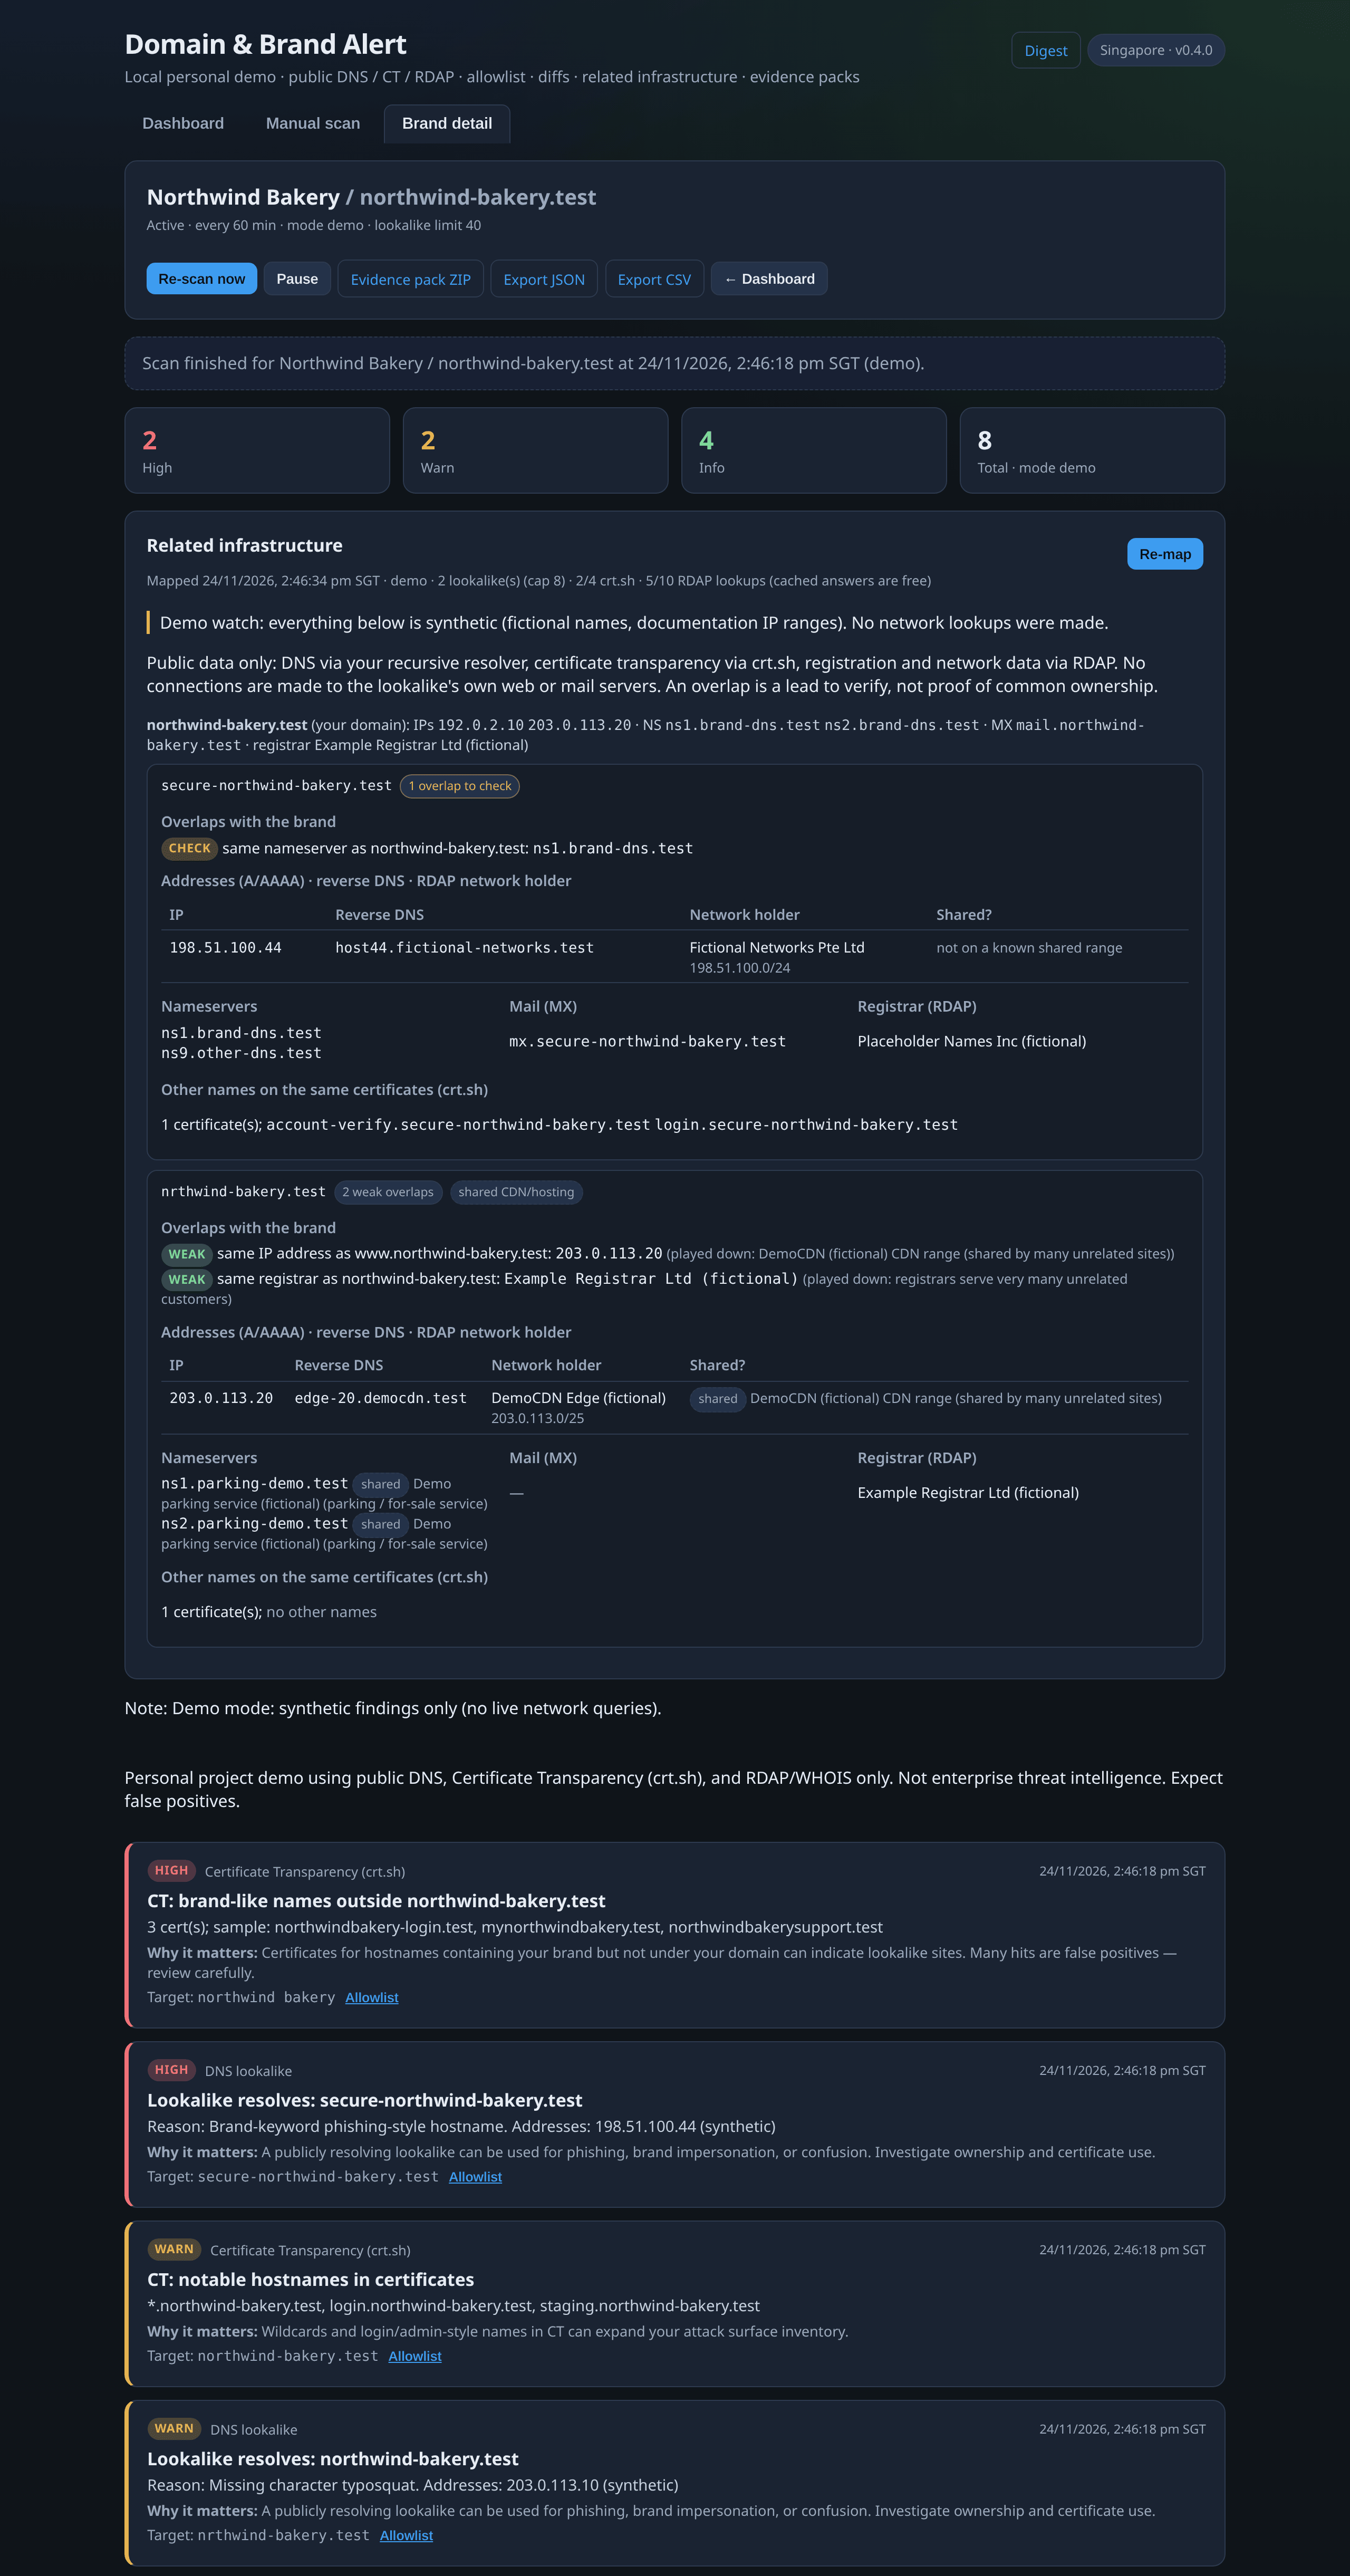 Domain & Brand Alert
Local personal demo · public DNS / CT / RDAP · allowlist · diffs · related infrastructure · evidence packs
Digest
Singapore · v0.4.0
Dashboard
Manual scan
Brand detail
Northwind Bakery / northwind-bakery.test
Active · every 60 min · mode demo · lookalike limit 40
Re-scan now
Pause
Evidence pack ZIP
Export JSON
Export CSV
← Dashboard
Scan finished for Northwind Bakery / northwind-bakery.test at 24/11/2026, 2:46:18 pm SGT (demo).
2
High
2
Warn
4
Info
8
Total · mode demo
Related infrastructure
Re-map
Mapped 24/11/2026, 2:46:34 pm SGT · demo · 2 lookalike(s) (cap 8) · 2/4 crt.sh · 5/10 RDAP lookups (cached answers are free)
Demo watch: everything below is synthetic (fictional names, documentation IP ranges). No network lookups were made.
Public data only: DNS via your recursive resolver, certificate transparency via crt.sh, registration and network data via RDAP. No
connections are made to the lookalike's own web or mail servers. An overlap is a lead to verify, not proof of common ownership.
northwind-bakery.test (your domain): IPs 192.0.2.10 203.0.113.20 · NS ns1.brand-dns.test ns2.brand-dns.test · MX mail.northwind-
bakery.test · registrar Example Registrar Ltd (fictional)
secure-northwind-bakery.test 1 overlap to check
Overlaps with the brand
CHECK same nameserver as northwind-bakery.test: ns1.brand-dns.test
Addresses (A/AAAA) · reverse DNS · RDAP network holder
IP Reverse DNS Network holder Shared?
198.51.100.44 host44.fictional-networks.test Fictional Networks Pte Ltd not on a known shared range
198.51.100.0/24
Nameservers Mail (MX) Registrar (RDAP)
ns1.brand-dns.test
ns9.other-dns.test
mx.secure-northwind-bakery.test
Placeholder Names Inc (fictional)
Other names on the same certificates (crt.sh)
1 certificate(s); account-verify.secure-northwind-bakery.test login.secure-northwind-bakery.test
nrthwind-bakery.test 2 weak overlaps shared CDN/hosting
Overlaps with the brand
WEAK same IP address as www.northwind-bakery.test: 203.0.113.20 (played down: DemoCDN (fictional) CDN range (shared by many unrelated sites))
WEAK same registrar as northwind-bakery.test: Example Registrar Ltd (fictional) (played down: registrars serve very many unrelated
customers)
Addresses (A/AAAA) · reverse DNS · RDAP network holder
IP Reverse DNS Network holder Shared?
203.0.113.20 edge-20.democdn.test DemoCDN Edge (fictional) shared DemoCDN (fictional) CDN range (shared by many unrelated sites)
203.0.113.0/25
Nameservers Mail (MX) Registrar (RDAP)
ns1.parking-demo.test shared Demo
parking service (fictional) (parking / for-sale service)
ns2.parking-demo.test shared Demo
parking service (fictional) (parking / for-sale service)
—
Example Registrar Ltd (fictional)
Other names on the same certificates (crt.sh)
1 certificate(s); no other names
Note: Demo mode: synthetic findings only (no live network queries).
Personal project demo using public DNS, Certificate Transparency (crt.sh), and RDAP/WHOIS only. Not enterprise threat intelligence. Expect
false positives.
HIGH Certificate Transparency (crt.sh) 24/11/2026, 2:46:18 pm SGT
CT: brand-like names outside northwind-bakery.test
3 cert(s); sample: northwindbakery-login.test, mynorthwindbakery.test, northwindbakerysupport.test
Why it matters: Certificates for hostnames containing your brand but not under your domain can indicate lookalike sites. Many hits are false positives —
review carefully.
Target: northwind bakery Allowlist
HIGH DNS lookalike 24/11/2026, 2:46:18 pm SGT
Lookalike resolves: secure-northwind-bakery.test
Reason: Brand-keyword phishing-style hostname. Addresses: 198.51.100.44 (synthetic)
Why it matters: A publicly resolving lookalike can be used for phishing, brand impersonation, or confusion. Investigate ownership and certificate use.
Target: secure-northwind-bakery.test Allowlist
WARN Certificate Transparency (crt.sh) 24/11/2026, 2:46:18 pm SGT
CT: notable hostnames in certificates
*.northwind-bakery.test, login.northwind-bakery.test, staging.northwind-bakery.test
Why it matters: Wildcards and login/admin-style names in CT can expand your attack surface inventory.
Target: northwind-bakery.test Allowlist
WARN DNS lookalike 24/11/2026, 2:46:18 pm SGT
Lookalike resolves: northwind-bakery.test
Reason: Missing character typosquat. Addresses: 203.0.113.10 (synthetic)
Why it matters: A publicly resolving lookalike can be used for phishing, brand impersonation, or confusion. Investigate ownership and certificate use.
Target: nrthwind-bakery.test Allowlist